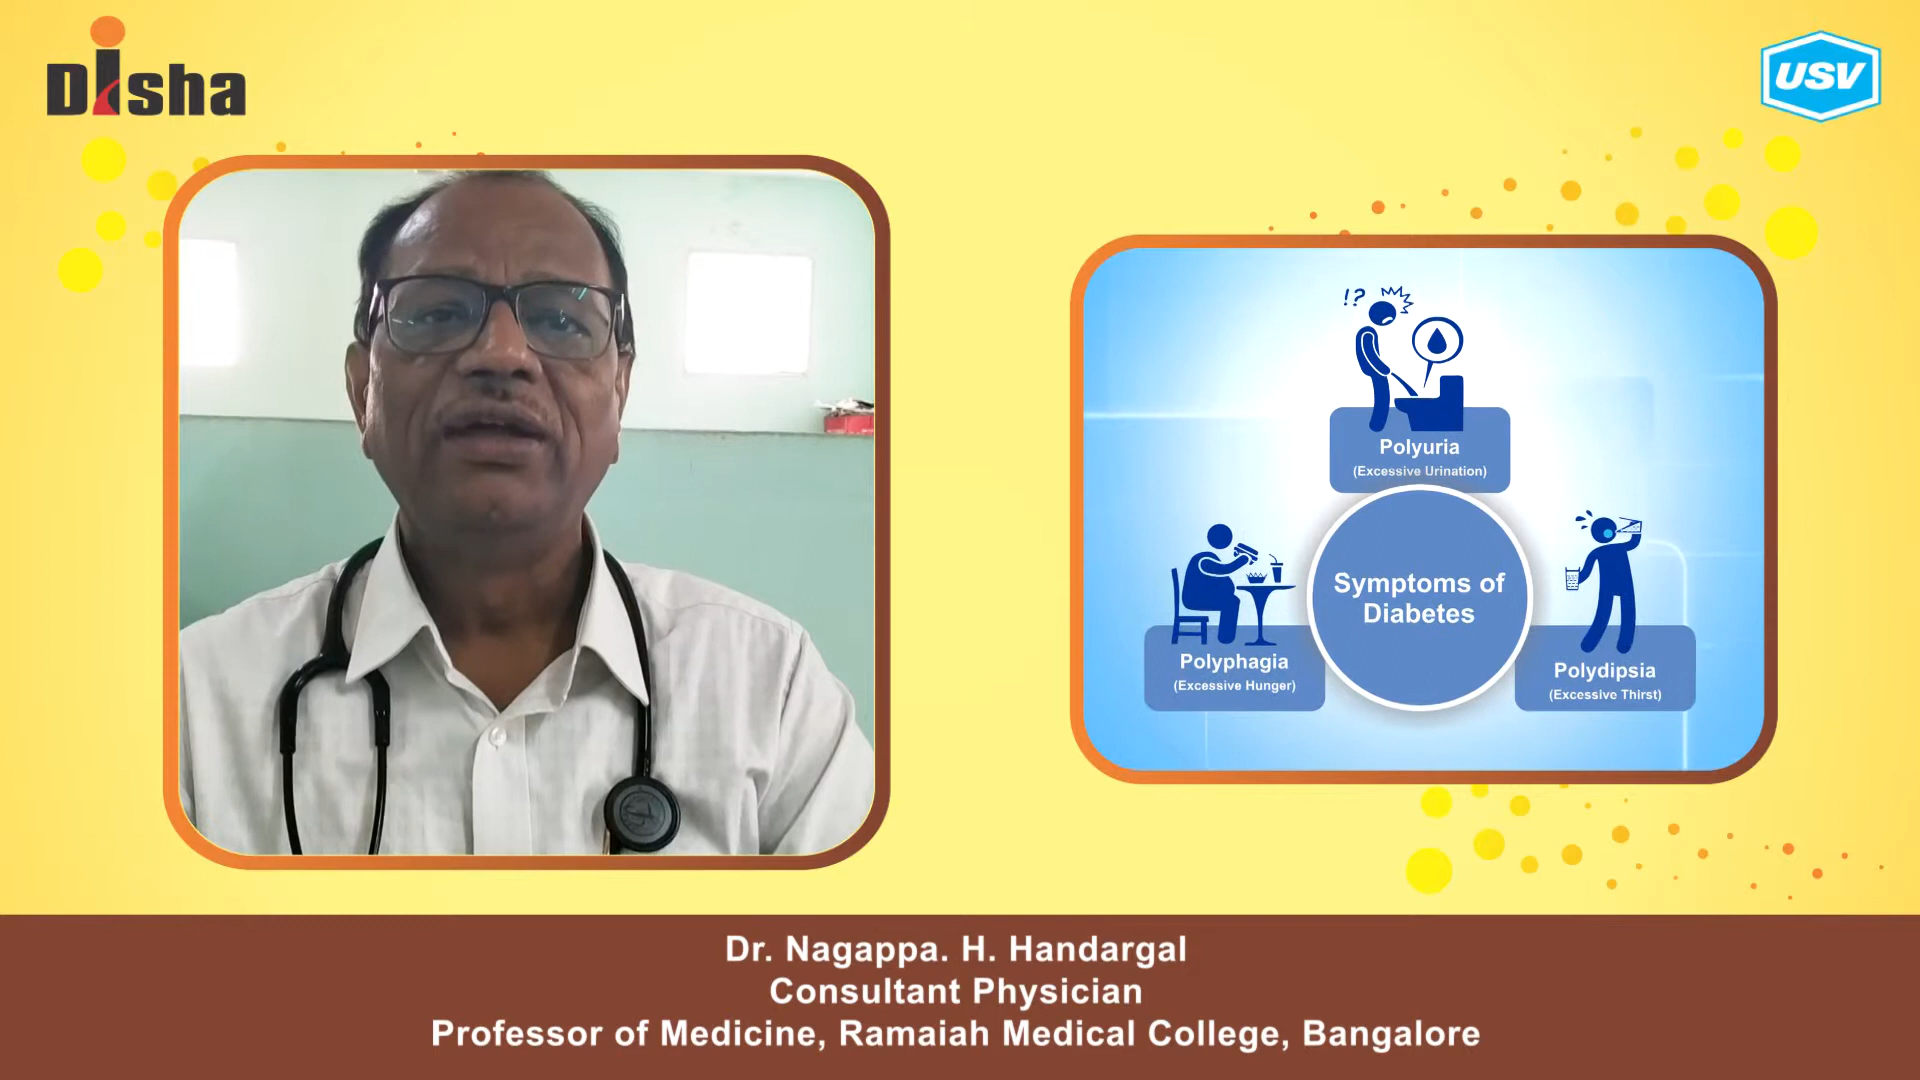 Disha
USV
!?
Polyuria
(Excessive Urination)
Symptoms of
Diabetes
Polyphagia
(Excessive Hunger)
Polydipsia
(Excessive Thirst)
Dr. Nagappa. H. Handargal
Consultant Physician
Professor of Medicine, Ramaiah Medical College, Bangalore